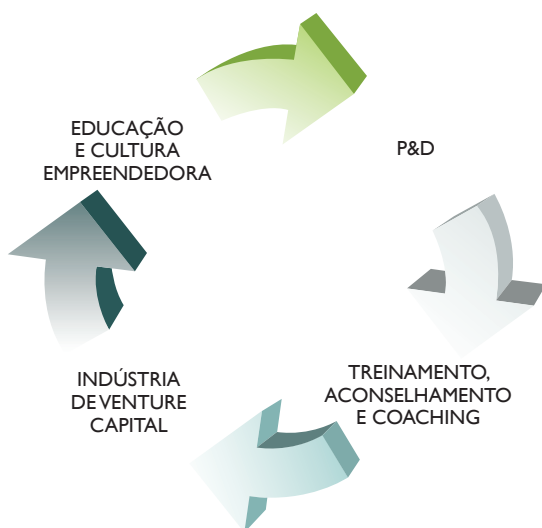 EDUCAÇÃO
E CULTURA
EMPREENDEDORA
P&D
TREINAMENTO,
ACONSELHAMENTO
E COACHING
INDÚSTRIA
DE VENTURE
CAPITAL